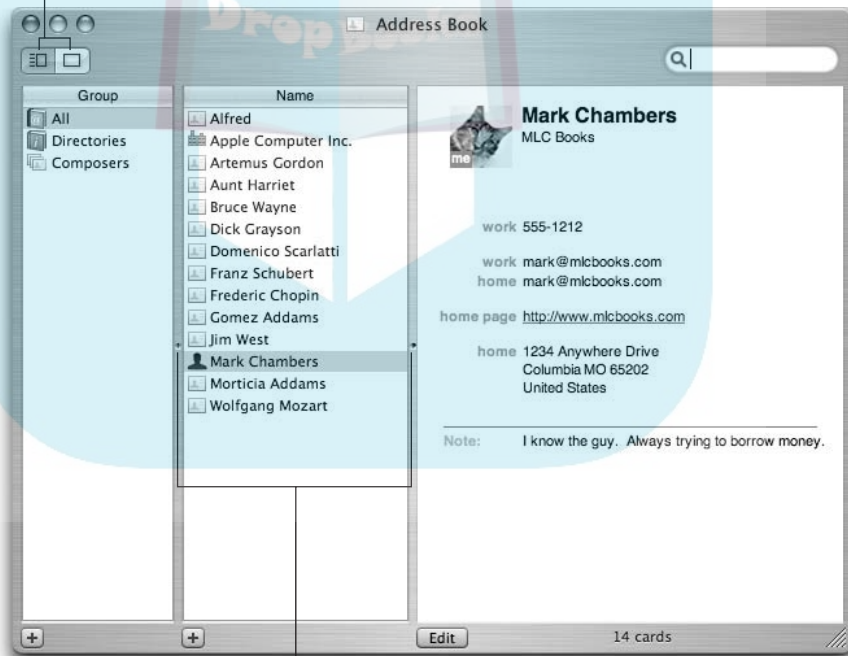 Address Book
Drop Books
Group
Name
All
Directories
Composers
Alfred
Apple Computer Inc.
Artemus Gordon
Aunt Harriet
Bruce Wayne
Dick Grayson
Domenico Scarlatti
Franz Schubert
Frederic Chopin
Gomez Addams
Jim West
Mark Chambers
Morticia Addams
Wolfgang Mozart
Mark Chambers
MLC Books
me
work 555-1212
work mark@mlcbooks.com
home mark@mlcbooks.com
home page http://www.mlcbooks.com
home 1234 Anywhere Drive
Columbia MO 65202
United States
Note: I know the guy. Always trying to borrow money.
Edit
14 cards